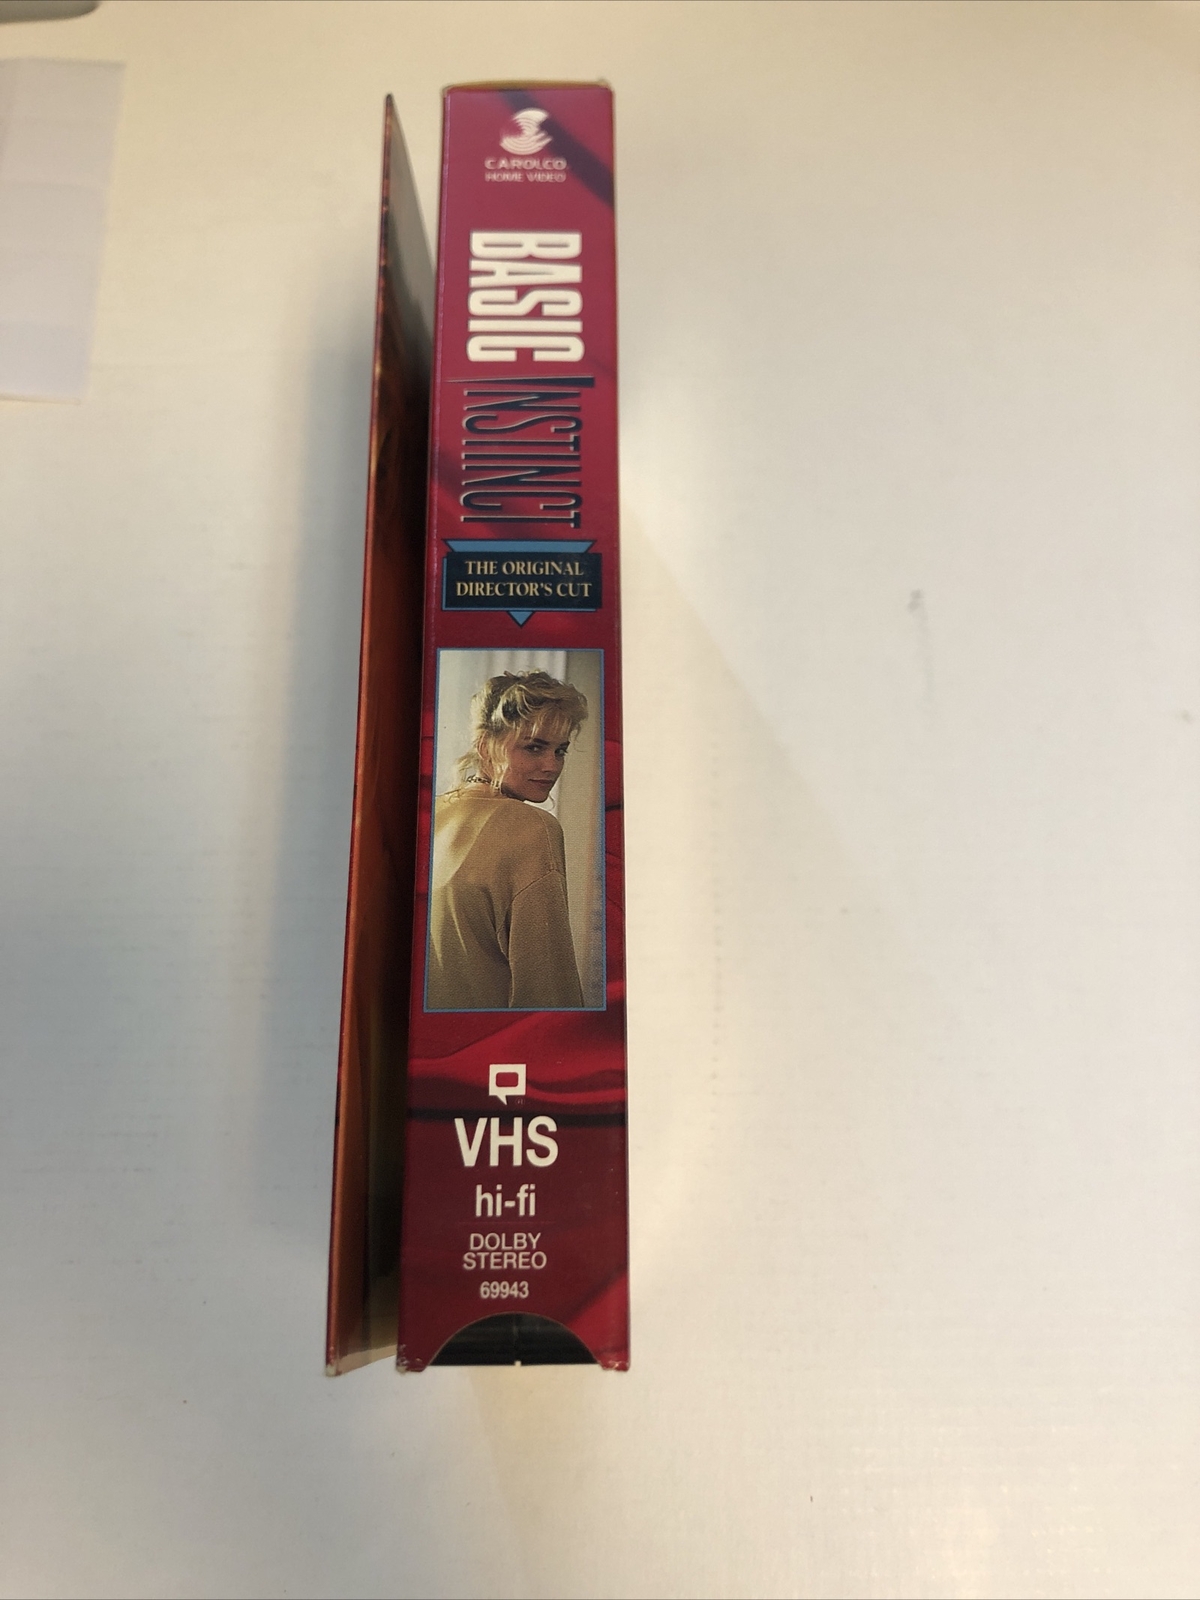 CAROLCO
HOME VIDEO
BASIC INSTINCT
THE ORIGINAL
DIRECTOR'S CUT
VHS
hi-fi
DOLBY
STEREO
69943